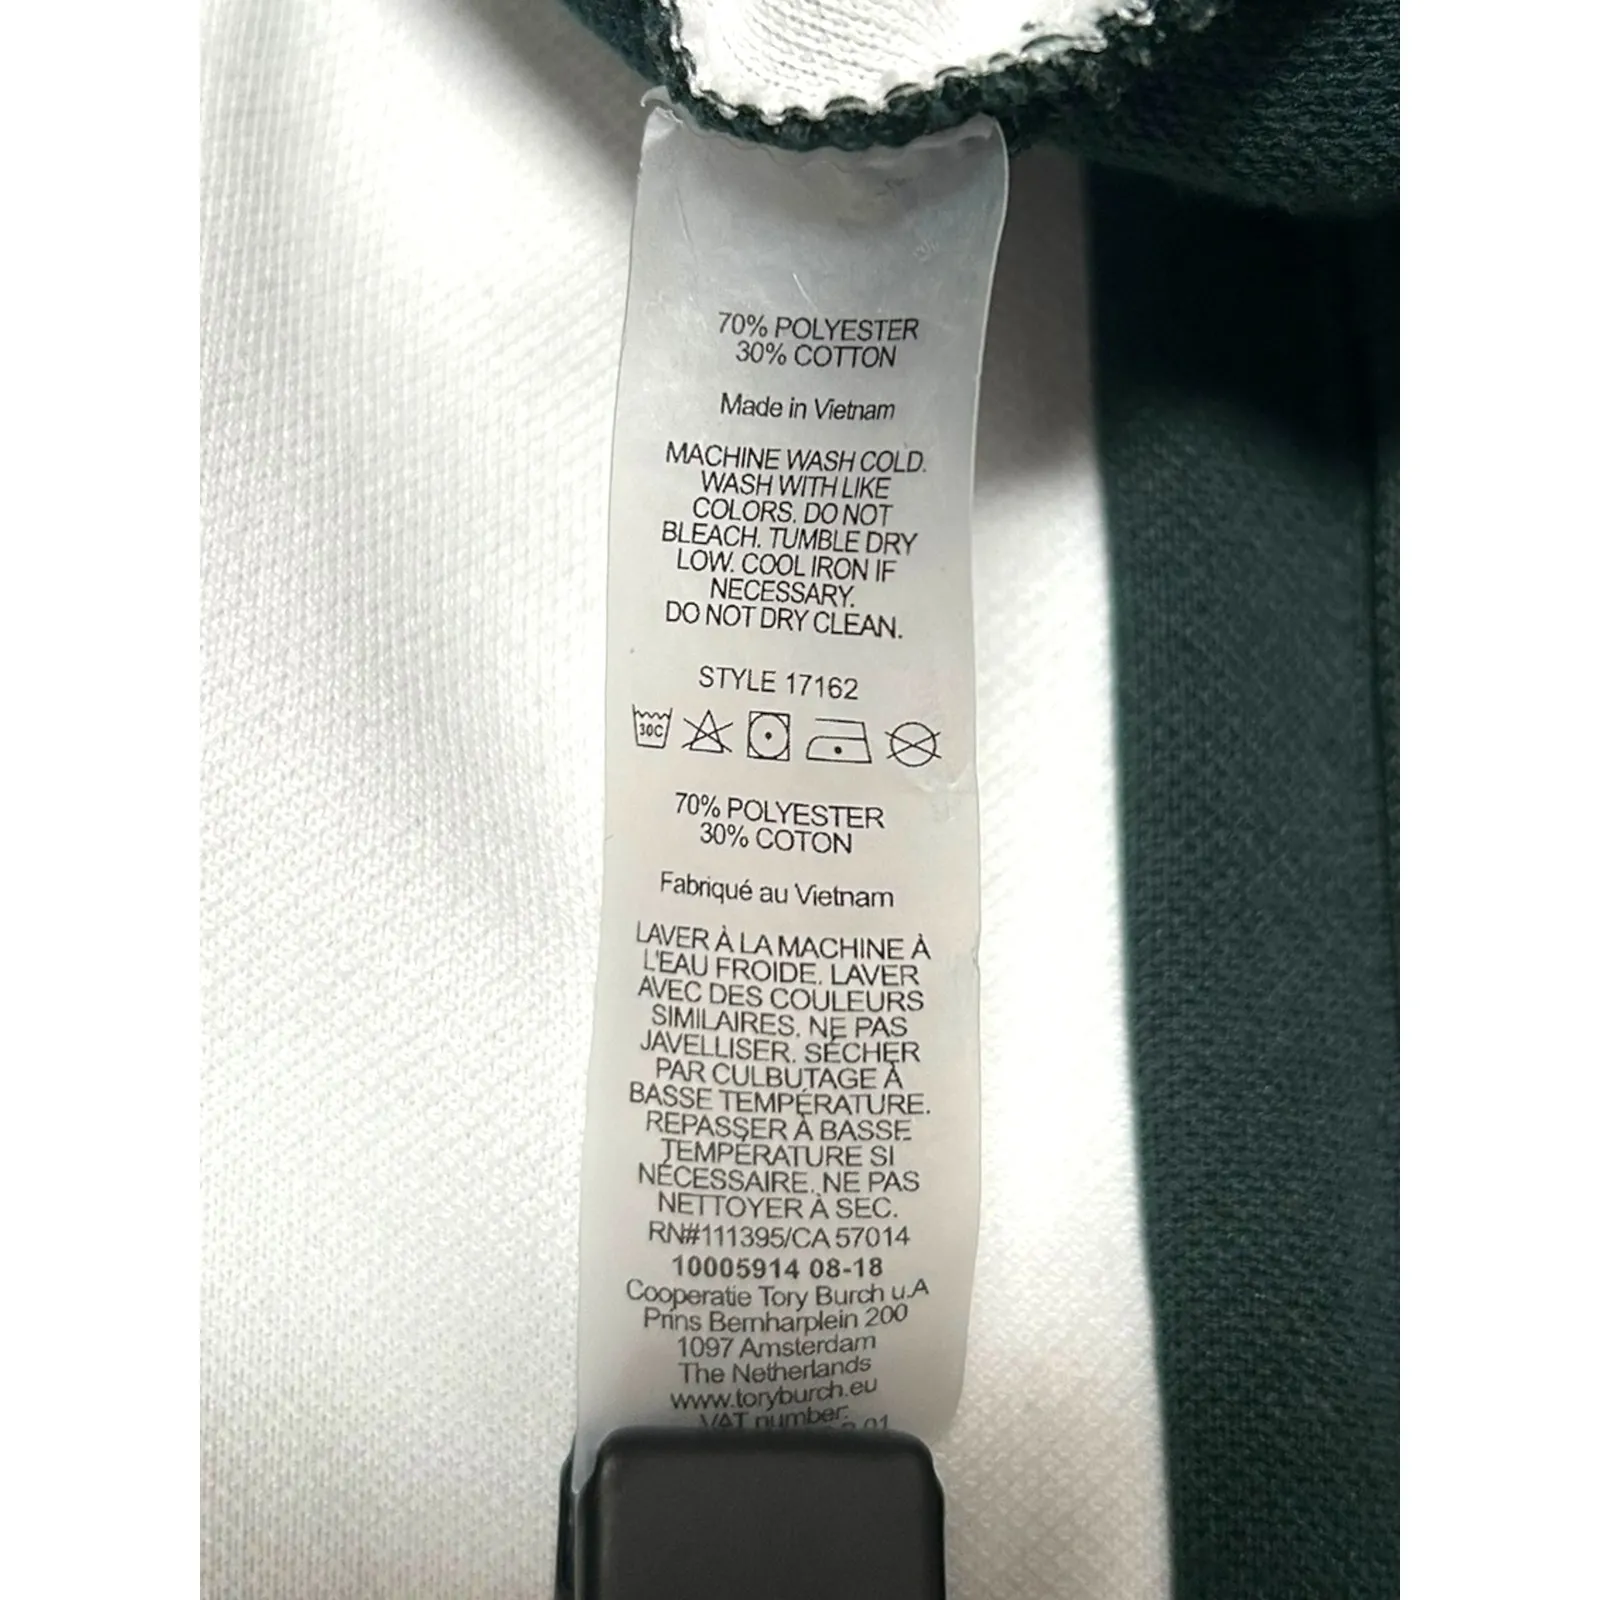 70% POLYESTER
30% COTTON
Made in Vietnam
MACHINE WASH COLD.
WASH WITH LIKE
COLORS. DO NOT
BLEACH. TUMBLE DRY
LOW. COOL IRON IF
NECESSARY.
DO NOT DRY CLEAN.
STYLE 17162
30C
70% POLYESTER
30% COTON
Fabriqué au Vietnam
LAVER À LA MACHINE À
L'EAU FROIDE. LAVER
AVEC DES COULEURS
SIMILAIRES. NE PAS
JAVELLISER. SÉCHER
PAR CULBUTAGE À
BASSE TEMPÉRATURE.
REPASSER À BASSE
TEMPÉRATURE SI
NÉCESSAIRE. NE PAS
NETTOYER À SEC.
RN#111395/CA 57014
10005914 08-18
Cooperatie Tory Burch u.A
Prins Bernharplein 200
1097 Amsterdam
The Netherlands
www.toryburch.eu
VAT number: